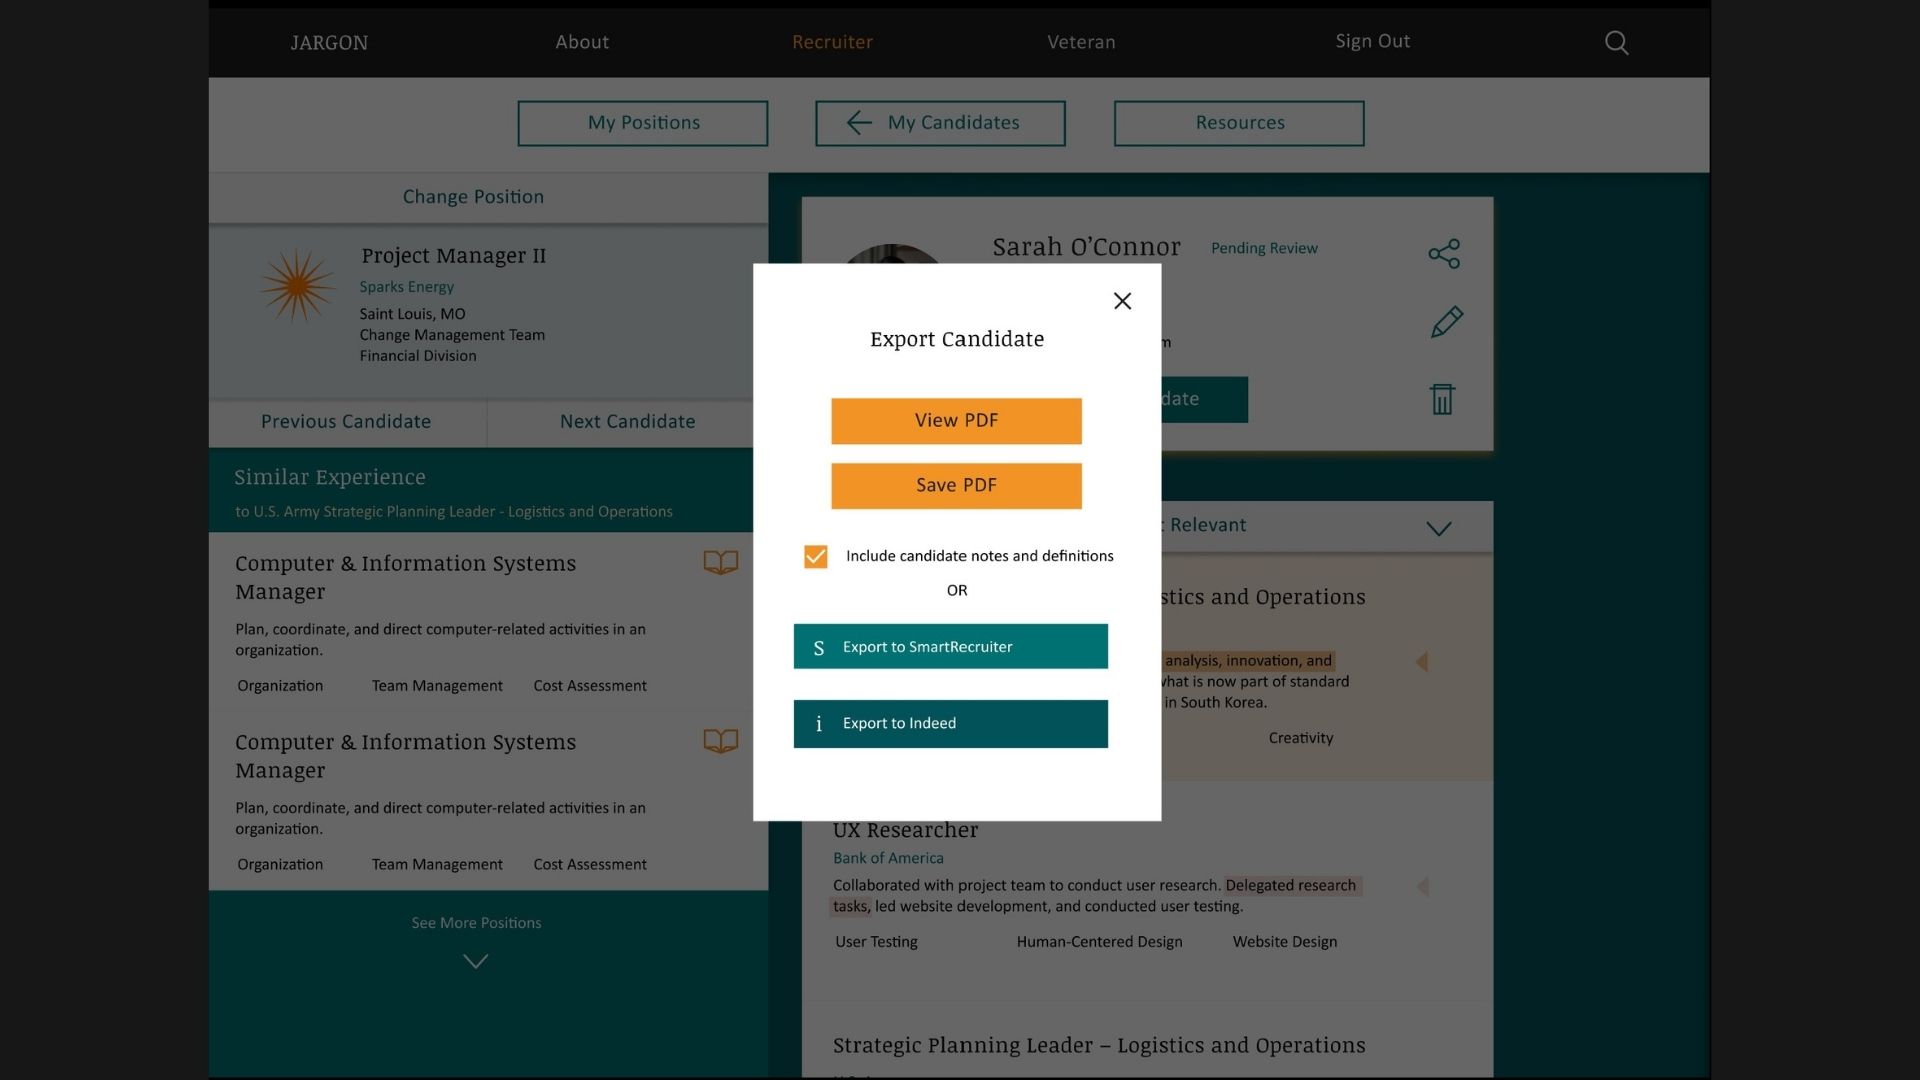 JARGON
About
Recruiter
Veteran
Sign Out
My Positions
My Candidates
Resources
Change Position
Project Manager II
Sparks Energy
Saint Louis, MO
Change Management Team
Financial Division
Previous Candidate
Next Candidate
Similar Experience
to U.S. Army Strategic Planning Leader - Logistics and Operations
Computer & Information Systems
Manager
Plan, coordinate, and direct computer-related activities in an
organization.
Organization
Team Management
Cost Assessment
Computer & Information Systems
Manager
Plan, coordinate, and direct computer-related activities in an
organization.
Organization
Team Management
Cost Assessment
See More Positions
Sarah O’Connor
Pending Review
Export Candidate
View PDF
Save PDF
Include candidate notes and definitions
OR
S Export to SmartRecruiter
i Export to Indeed
Relevant
and Operations
analysis, innovation, and
what is now part of standard
in South Korea.
Creativity
UX Researcher
Bank of America
Collaborated with project team to conduct user research. Delegated research
tasks, led website development, and conducted user testing.
User Testing
Human-Centered Design
Website Design
Strategic Planning Leader – Logistics and Operations